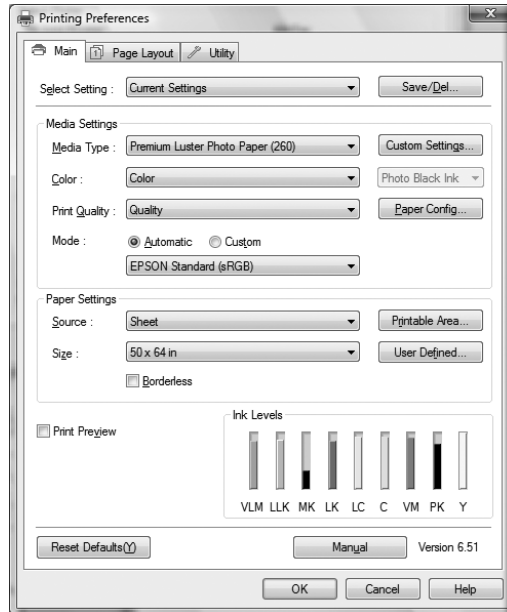 Printing Preferences
x
Main 1 Page Layout Utility
Select Setting : Current Settings Save/Del...
Media Settings
Media Type : Premium Luster Photo Paper (260) Custom Settings...
Color : Color Photo Black Ink
Print Quality : Quality Paper Config...
Mode : Automatic Custom
EPSON Standard (sRGB)
Paper Settings
Source : Sheet Printable Area...
Size : 50 x 64 in User Defined...
Borderless
Print Preview
Ink Levels
VLM LLK MK LK LC C VM PK Y
Reset Defaults(Y) Manual Version 6.51
OK Cancel Help